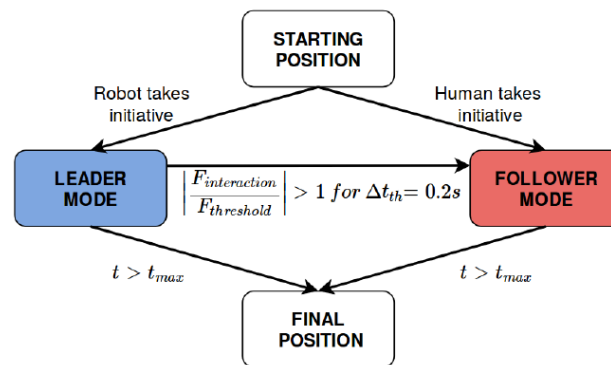 STARTING
POSITION
Robot takes
initiative
Human takes
initiative
LEADER
MODE
|F_interaction / F_threshold| > 1 for Δt_th = 0.2s
FOLLOWER
MODE
t > t_max
t > t_max
FINAL
POSITION